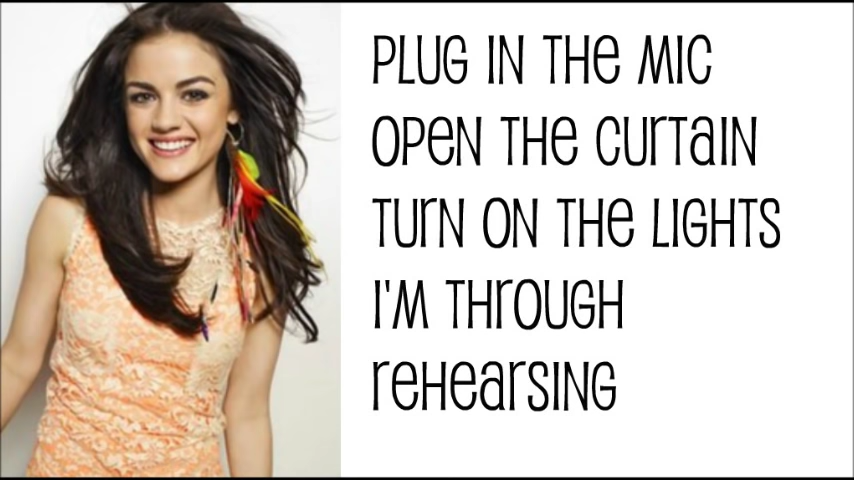 PLUG IN THE MIC
OPEN THE CURTAIN
TURN ON THE LIGHTS
I'M THROUGH
REHEARSING